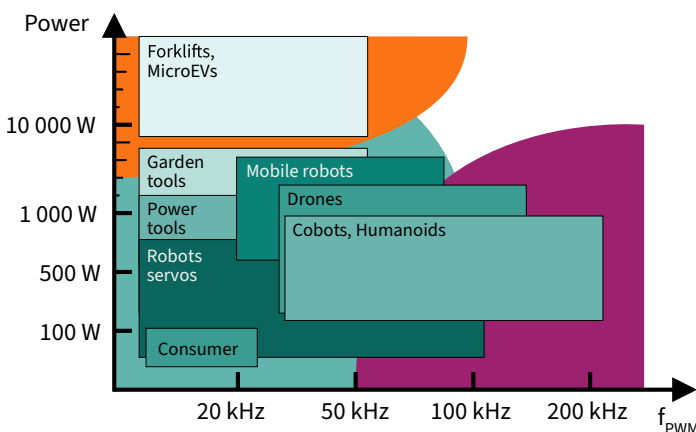 Power
Forklifts,
MicroEVs
10 000 W
Garden
tools
Mobile robots
Power
tools
Drones
1 000 W
Cobots, Humanoids
Robots
servos
500 W
100 W
Consumer
20 kHz
50 kHz
100 kHz
200 kHz
fPWM